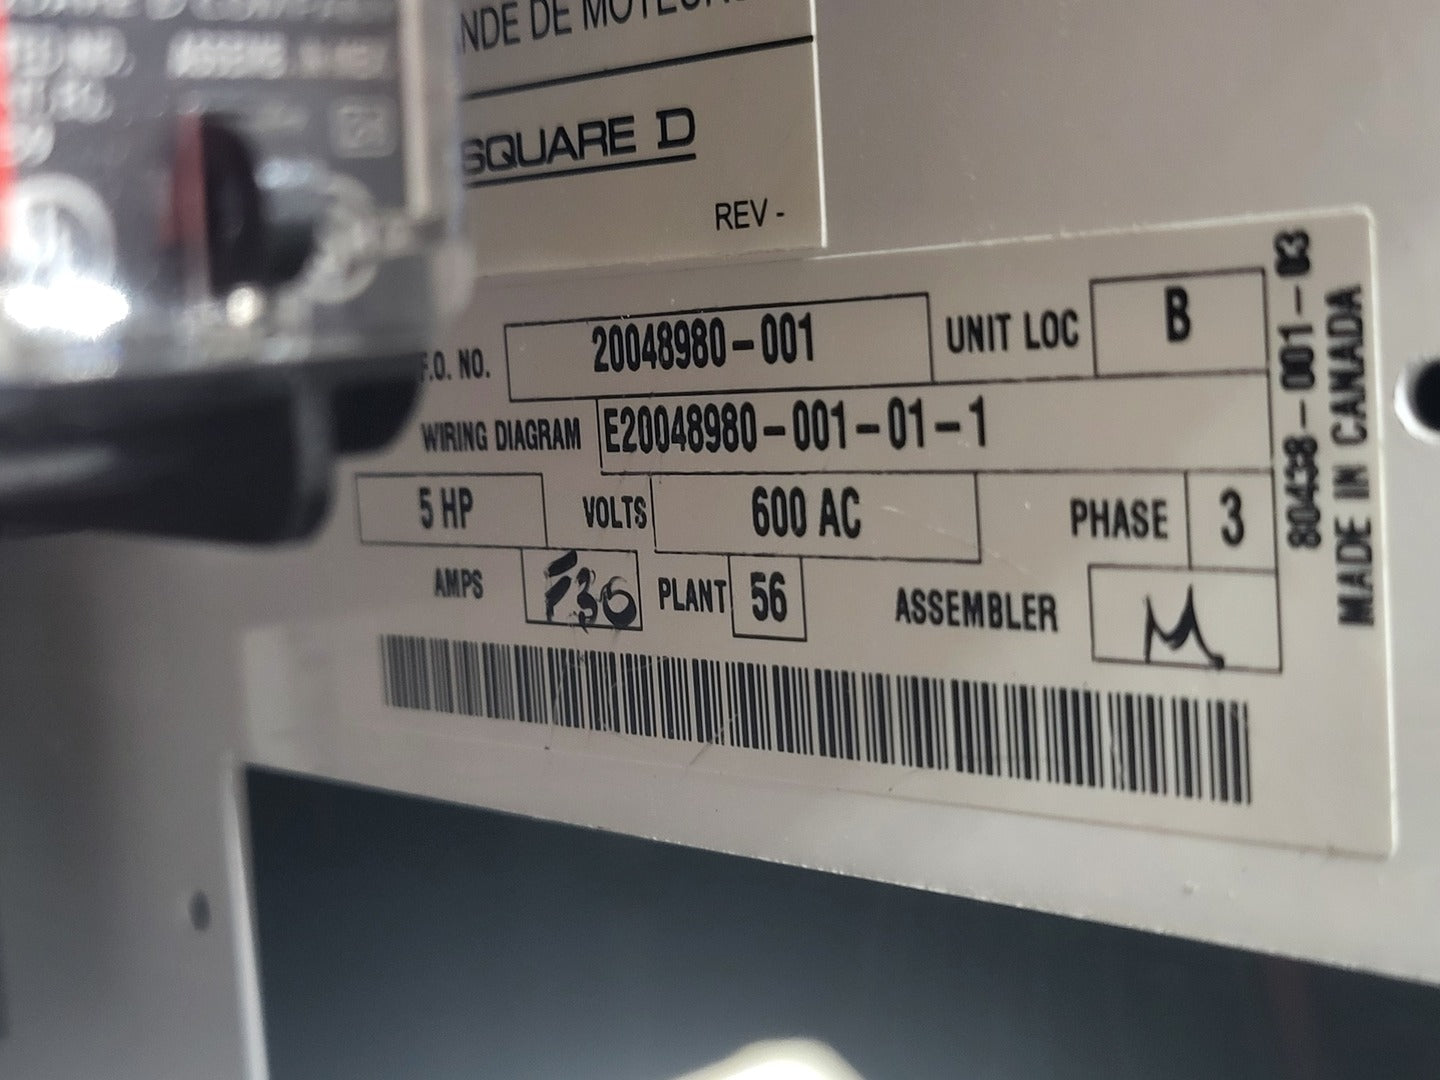 NDE DE MOTEUR
SQUARE D
REV -
F.O. NO. 20048980-001 UNIT LOC B
WIRING DIAGRAM E20048980-001-01-1
5 HP VOLTS 600 AC PHASE 3
AMPS PLANT 56 ASSEMBLER M
80438-001-03
MADE IN CANADA